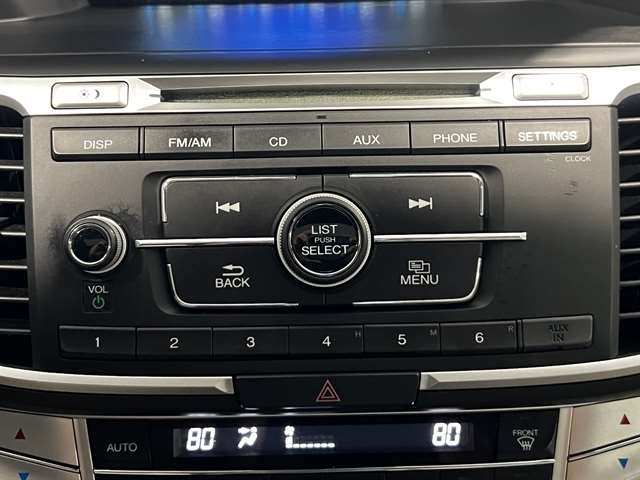 DISP FM/AM CD AUX PHONE SETTINGS
CLOCK
LIST
PUSH
SELECT
VOL
BACK
MENU
1 2 3 4 H 5 M 6 R
AUX
IN
AUTO 80 80 FRONT